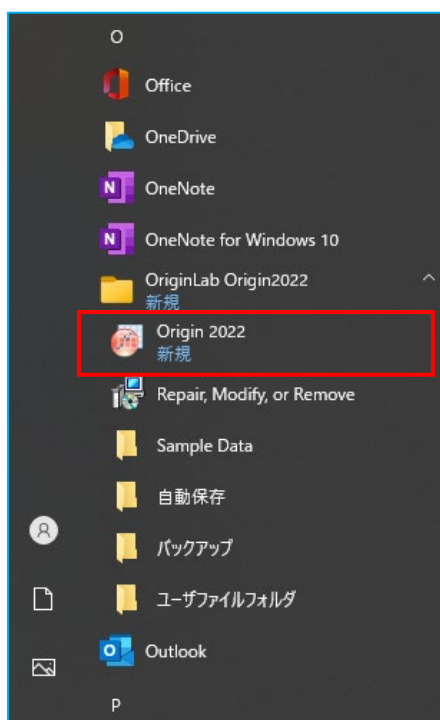 O
Office
OneDrive
OneNote
OneNote for Windows 10
OriginLab Origin2022
新規
Origin 2022
新規
Repair, Modify, or Remove
Sample Data
自動保存
バックアップ
ユーザファイルフォルダ
Outlook
P